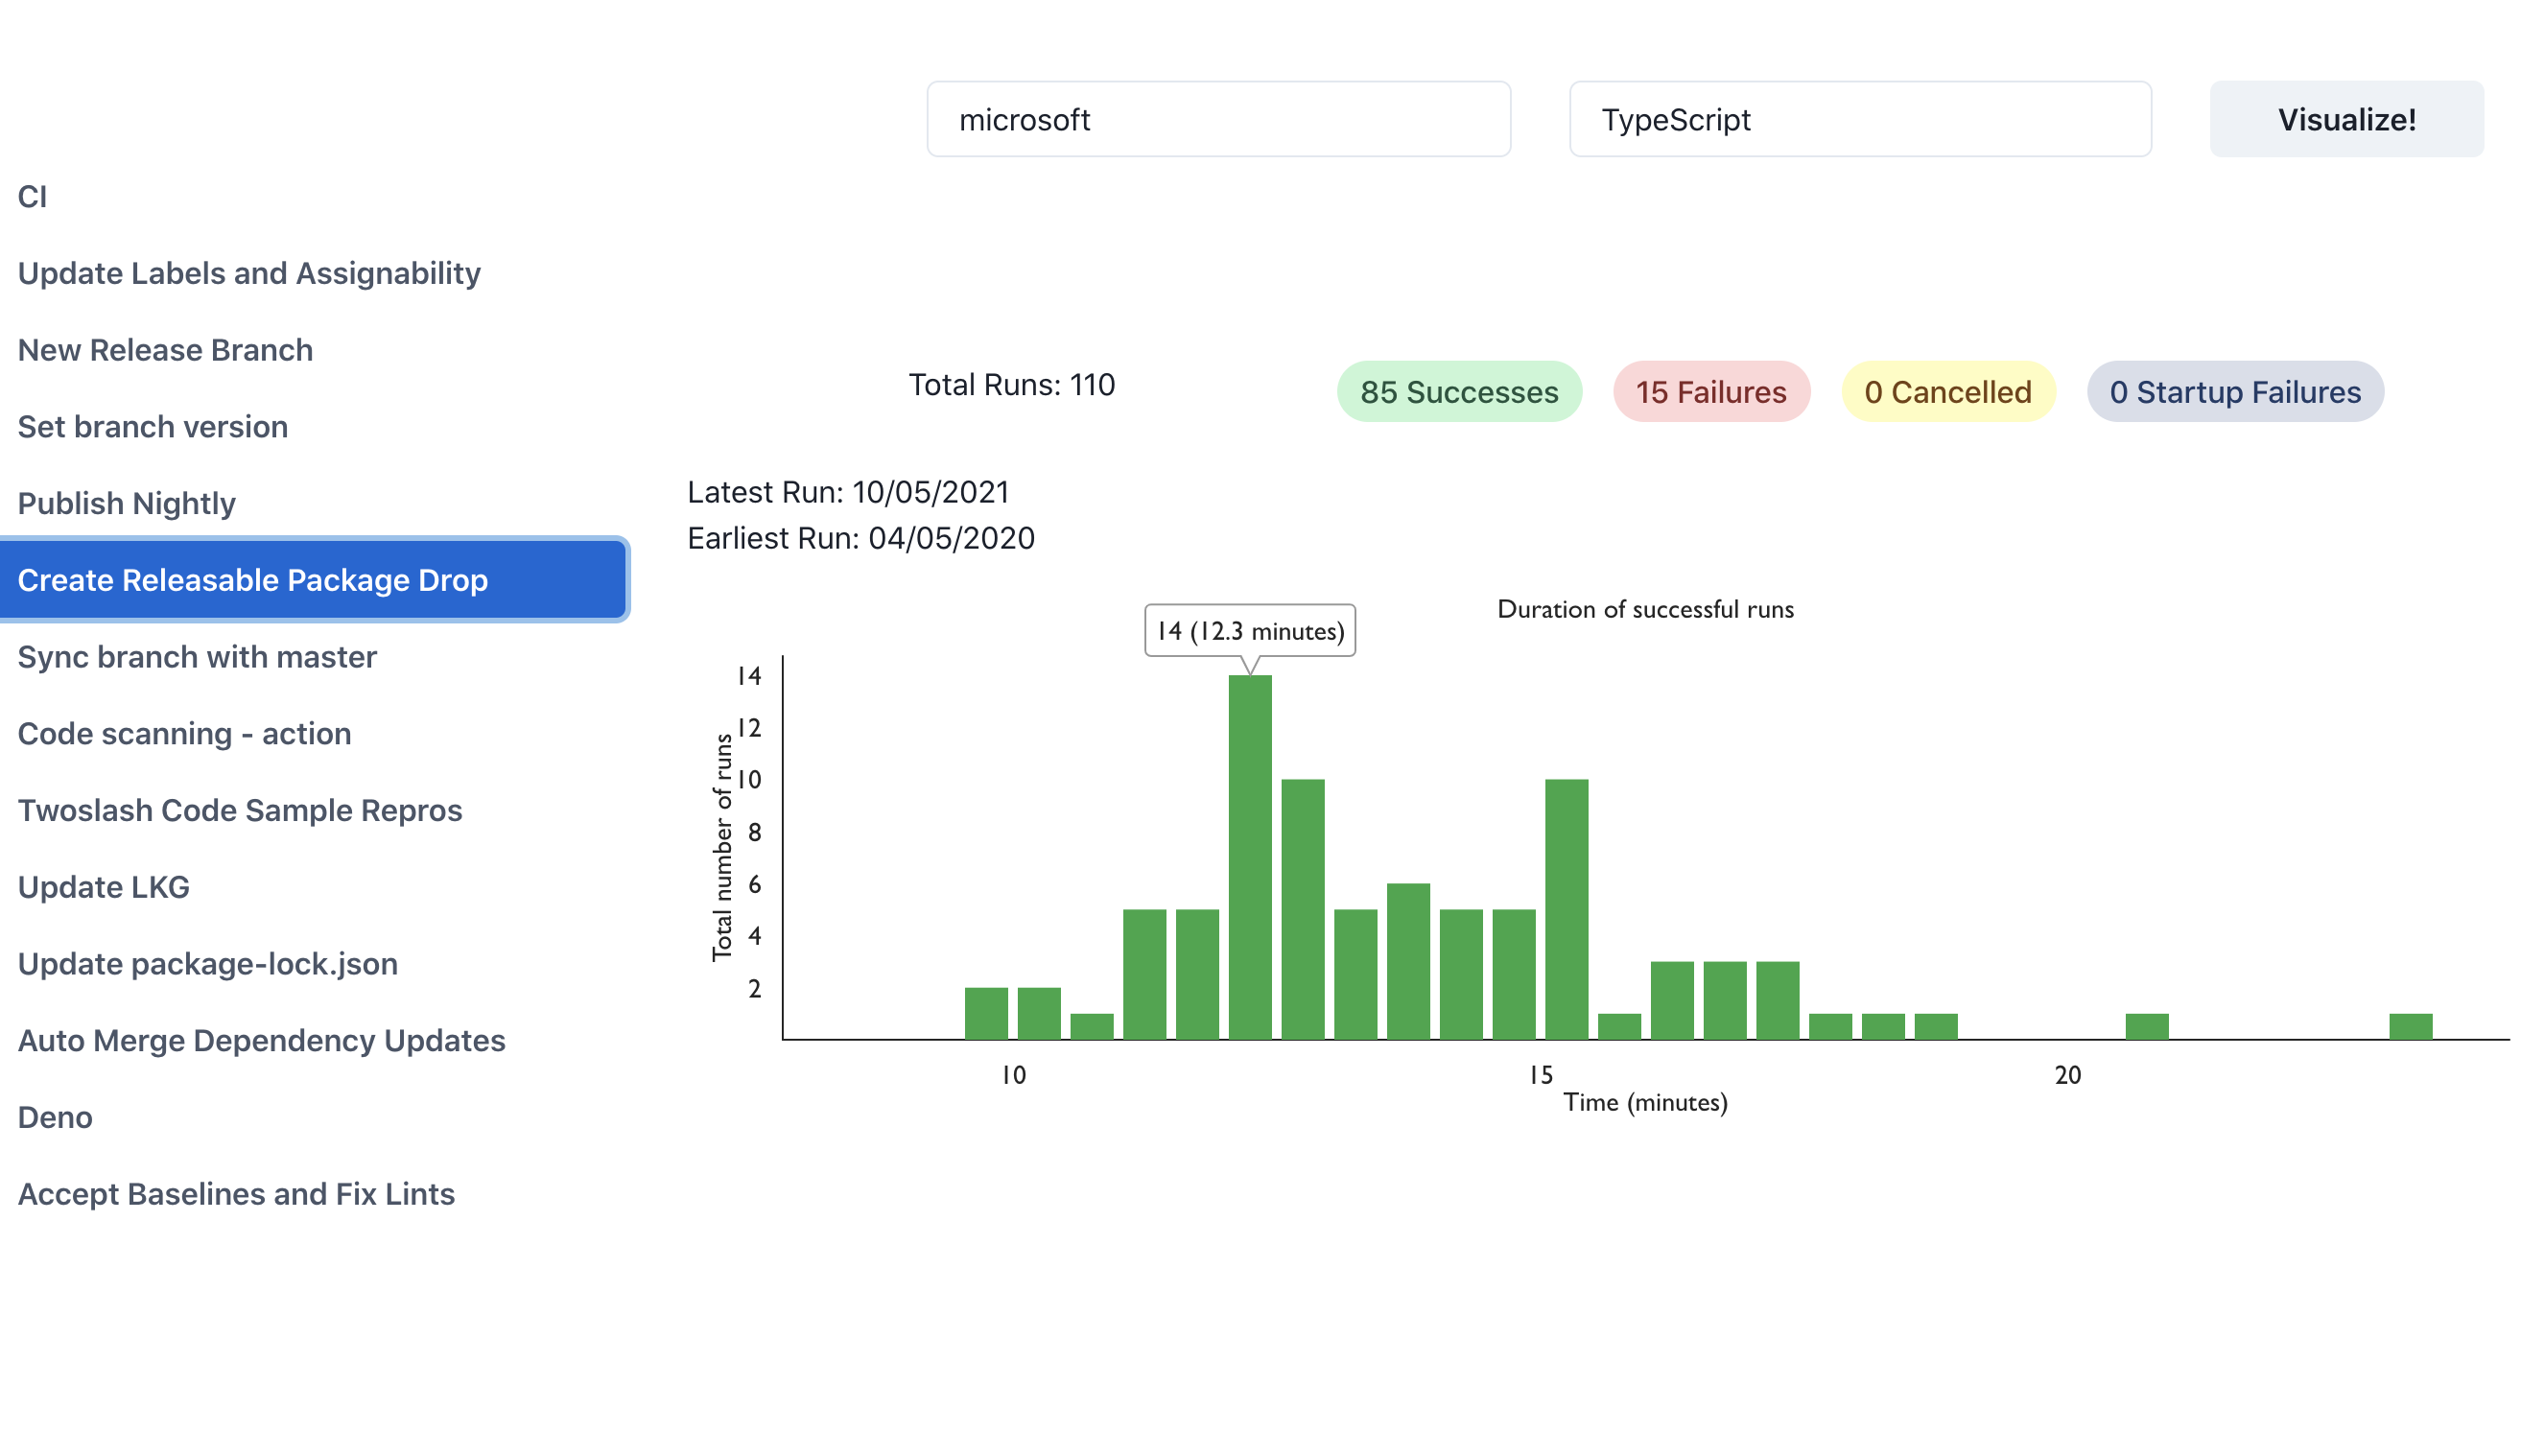 microsoft
TypeScript
Visualize!
CI
Update Labels and Assignability
New Release Branch
Set branch version
Publish Nightly
Create Releasable Package Drop
Sync branch with master
Code scanning - action
Twoslash Code Sample Repros
Update LKG
Update package-lock.json
Auto Merge Dependency Updates
Deno
Accept Baselines and Fix Lints
Total Runs: 110
85 Successes
15 Failures
0 Cancelled
0 Startup Failures
Latest Run: 10/05/2021
Earliest Run: 04/05/2020
Duration of successful runs
14 (12.3 minutes)
Total number of runs
14
12
10
8
6
4
2
10
15
20
Time (minutes)